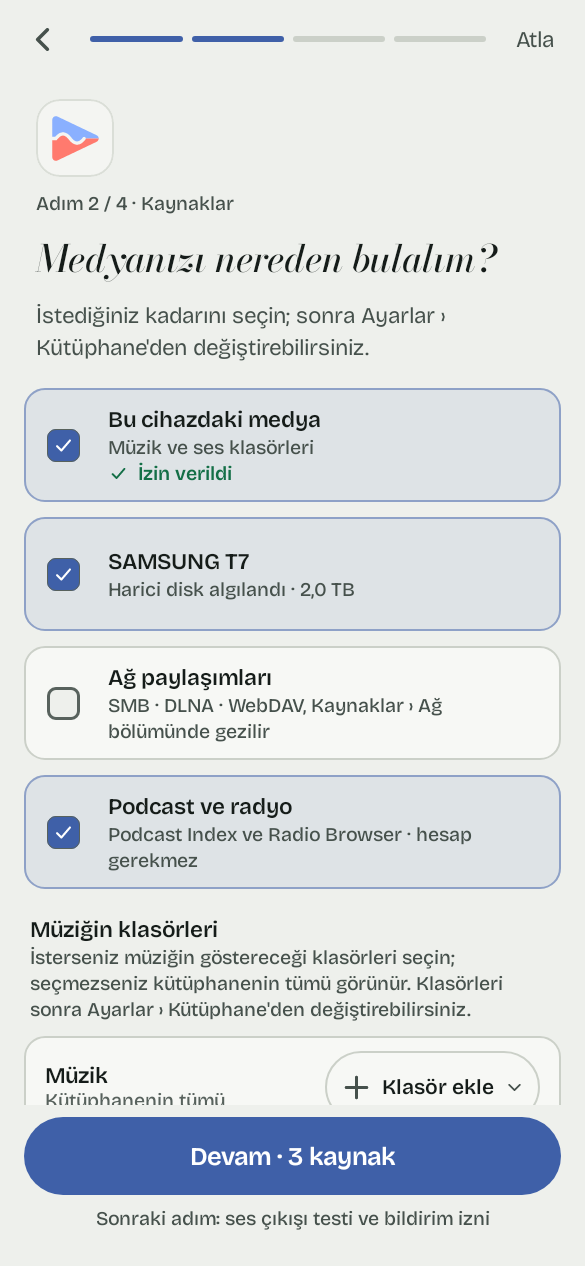 Atla
Adım 2 / 4 · Kaynaklar
Medyanızı nereden bulalım?
İstediğiniz kadarını seçin; sonra Ayarlar ›
Kütüphane'den değiştirebilirsiniz.
Bu cihazdaki medya
Müzik ve ses klasörleri
İzin verildi
SAMSUNG T7
Harici disk algılandı · 2,0 TB
Ağ paylaşımları
SMB · DLNA · WebDAV, Kaynaklar › Ağ
bölümünde gezilir
Podcast ve radyo
Podcast Index ve Radio Browser · hesap
gerekmez
Müziğin klasörleri
İsterseniz müziğin göstereceği klasörleri seçin;
seçmezseniz kütüphanenin tümü görünür. Klasörleri
sonra Ayarlar › Kütüphane'den değiştirebilirsiniz.
Müzik
Kütüphanenin tümü
Klasör ekle
Devam · 3 kaynak
Sonraki adım: ses çıkışı testi ve bildirim izni